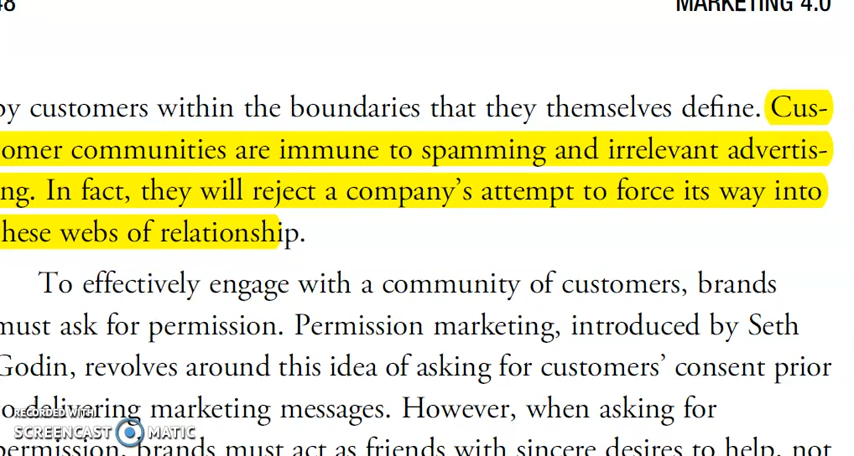 48 MARKETING 4.0
by customers within the boundaries that they themselves define. Cus-
omer communities are immune to spamming and irrelevant advertis-
ng. In fact, they will reject a company's attempt to force its way into
hese webs of relationship.
To effectively engage with a community of customers, brands
must ask for permission. Permission marketing, introduced by Seth
Godin, revolves around this idea of asking for customers' consent prior
o delivering marketing messages. However, when asking for
RECORDED WITH
SCREENCAST MATIC
permission, brands must act as friends with sincere desires to help, not